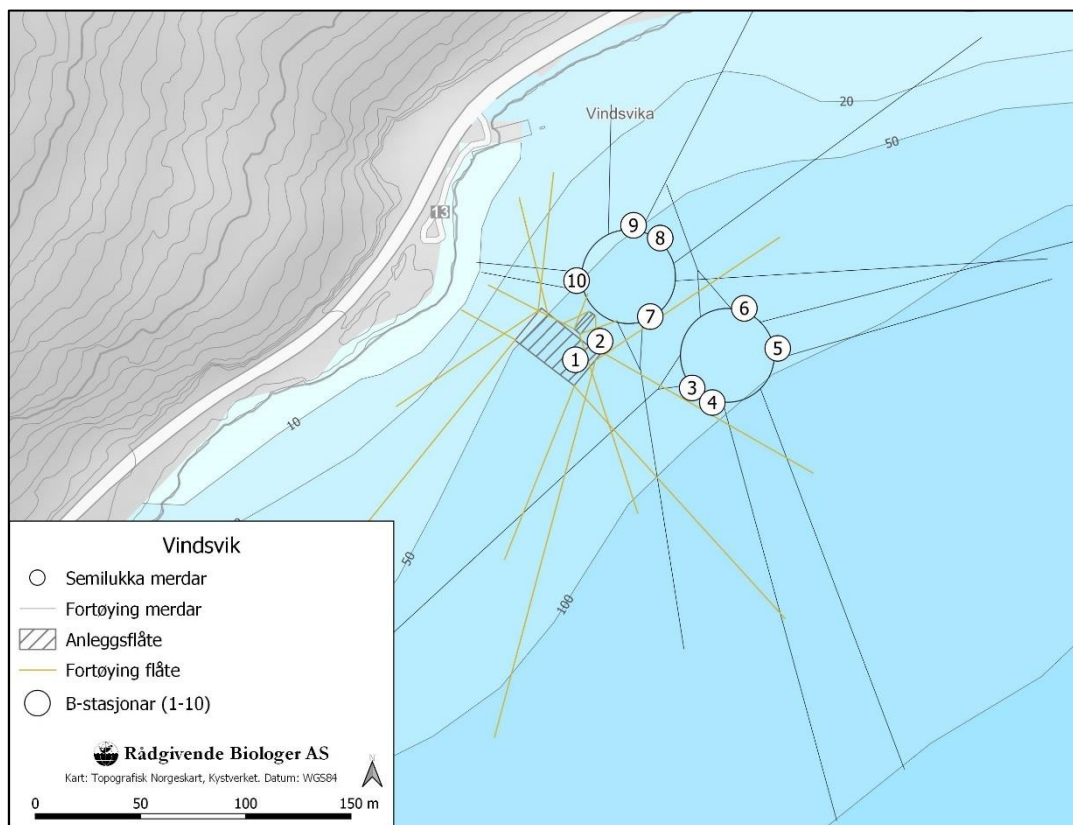 Vindsvika
20
50
13
9
8
10
7
6
2
1
5
3
4
10
50
100
Vindsvik
Semilukka merdar
Fortøying merdar
Anleggsflåte
Fortøying flåte
B-stasjonar (1-10)
Rådgivende Biologer AS
N
Kart: Topografisk Norgeskart, Kystverket. Datum: WGS84
0 50 100 150 m